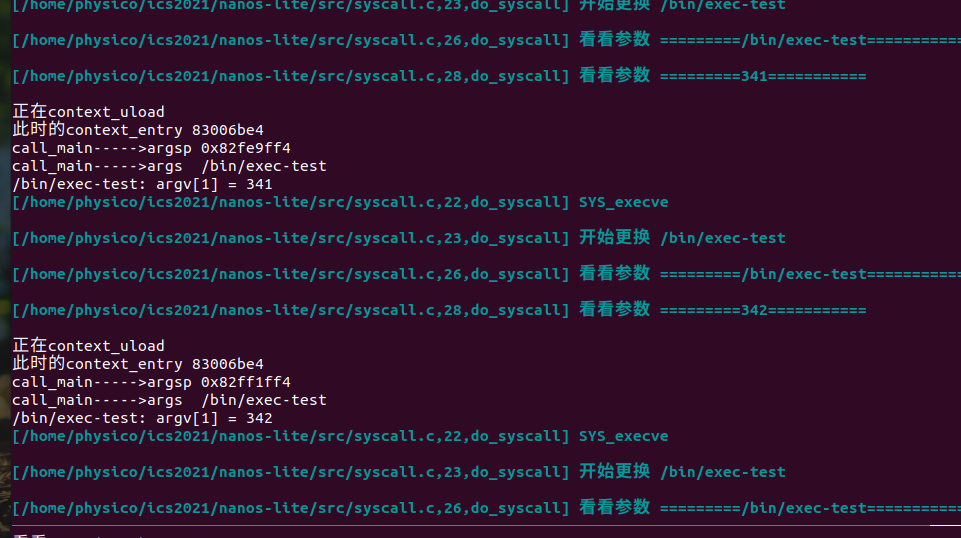 [/home/physico/ics2021/nanos-lite/src/syscall.c,23,do_syscall] 开始更换 /bin/exec-test
[/home/physico/ics2021/nanos-lite/src/syscall.c,26,do_syscall] 看看参数 =========/bin/exec-test===========
[/home/physico/ics2021/nanos-lite/src/syscall.c,28,do_syscall] 看看参数 =========341===========
正在context_uload
此时的context_entry 83006be4
call_main----->argsp 0x82fe9ff4
call_main----->args  /bin/exec-test
/bin/exec-test: argv[1] = 341
[/home/physico/ics2021/nanos-lite/src/syscall.c,22,do_syscall] SYS_execve
[/home/physico/ics2021/nanos-lite/src/syscall.c,23,do_syscall] 开始更换 /bin/exec-test
[/home/physico/ics2021/nanos-lite/src/syscall.c,26,do_syscall] 看看参数 =========/bin/exec-test===========
[/home/physico/ics2021/nanos-lite/src/syscall.c,28,do_syscall] 看看参数 =========342===========
正在context_uload
此时的context_entry 83006be4
call_main----->argsp 0x82ff1ff4
call_main----->args  /bin/exec-test
/bin/exec-test: argv[1] = 342
[/home/physico/ics2021/nanos-lite/src/syscall.c,22,do_syscall] SYS_execve
[/home/physico/ics2021/nanos-lite/src/syscall.c,23,do_syscall] 开始更换 /bin/exec-test
[/home/physico/ics2021/nanos-lite/src/syscall.c,26,do_syscall] 看看参数 =========/bin/exec-test===========